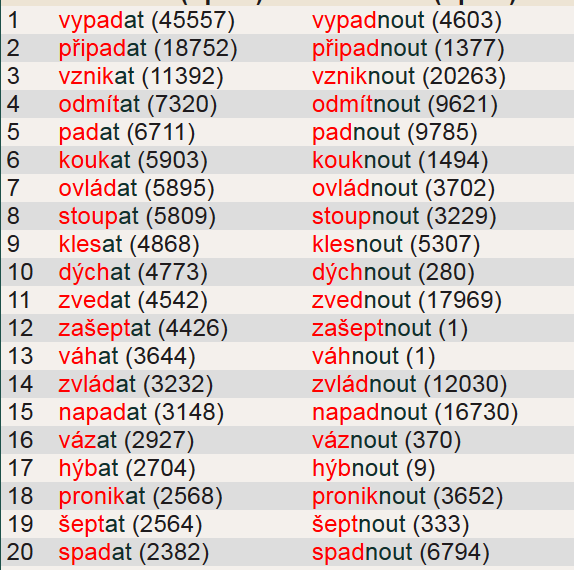 1 vypadat (45557) vypadnout (4603)
2 připadat (18752) připadnout (1377)
3 vznikat (11392) vzniknout (20263)
4 odmítat (7320) odmítnout (9621)
5 padat (6711) padnout (9785)
6 koukat (5903) kouknout (1494)
7 ovládat (5895) ovládnout (3702)
8 stoupat (5809) stoupnout (3229)
9 klesat (4868) klesnout (5307)
10 dýchat (4773) dýchnout (280)
11 zvedat (4542) zvednout (17969)
12 zašeptat (4426) zašeptnout (1)
13 váhat (3644) váhnout (1)
14 zvládat (3232) zvládnout (12030)
15 napadat (3148) napadnout (16730)
16 vázat (2927) váznout (370)
17 hýbat (2704) hýbnout (9)
18 pronikat (2568) proniknout (3652)
19 šeptat (2564) šeptnout (333)
20 spadat (2382) spadnout (6794)